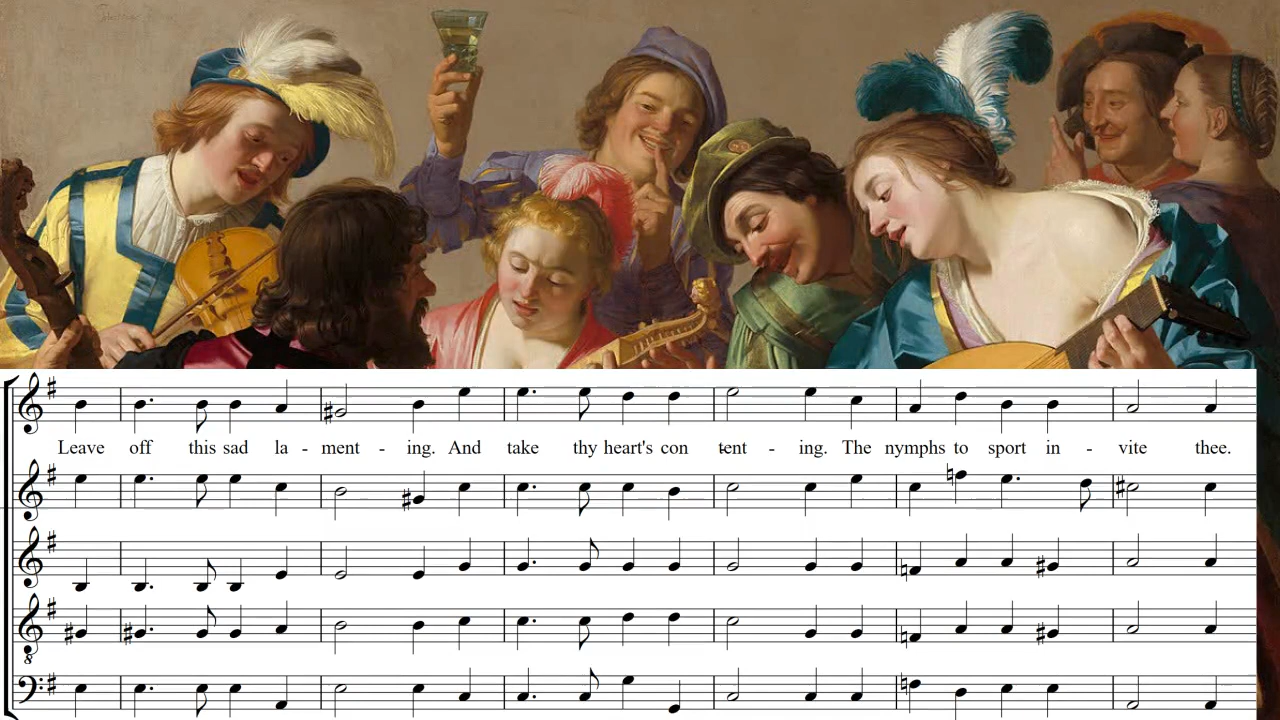 Leave off this sad la - ment - ing. And take thy heart's con tent - ing. The nymphs to sport in - vite thee.
8